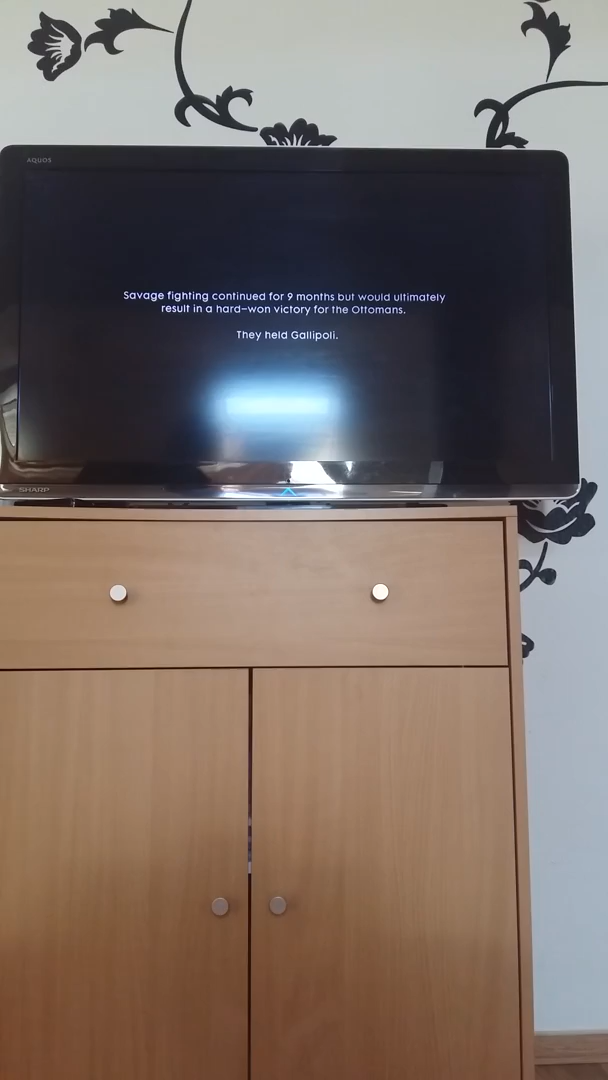 AQUOS
Savage fighting continued for 9 months but would ultimately
result in a hard-won victory for the Ottomans.
They held Gallipoli.
SHARP